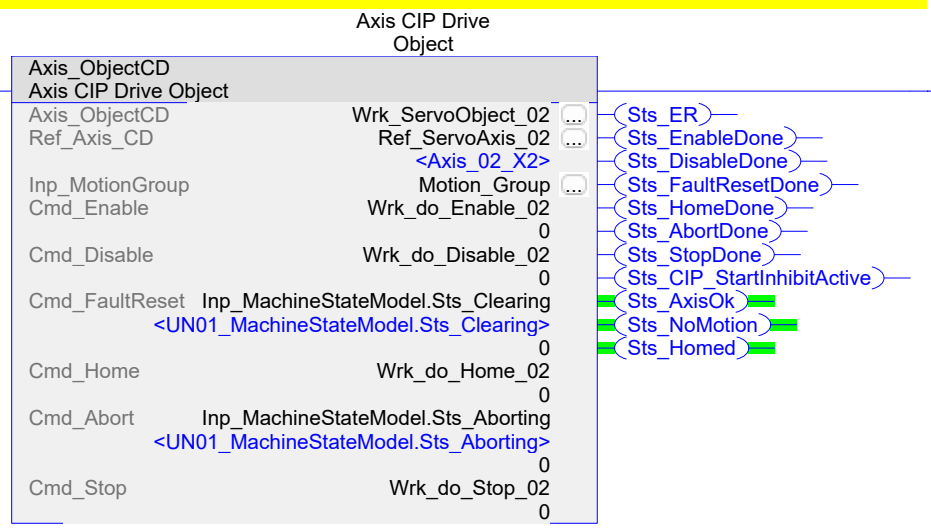 Axis CIP Drive
Object
Axis_ObjectCD
Axis CIP Drive Object
Axis_ObjectCD Wrk_ServoObject_02 ... Sts_ER
Ref_Axis_CD Ref_ServoAxis_02 ... Sts_EnableDone
<Axis_02_X2> Sts_DisableDone
Inp_MotionGroup Motion_Group ... Sts_FaultResetDone
Cmd_Enable Wrk_do_Enable_02 Sts_HomeDone
0 Sts_AbortDone
Cmd_Disable Wrk_do_Disable_02 Sts_StopDone
0 Sts_CIP_StartInhibitActive
Cmd_FaultReset Inp_MachineStateModel.Sts_Clearing Sts_AxisOk
<UN01_MachineStateModel.Sts_Clearing> Sts_NoMotion
0 Sts_Homed
Cmd_Home Wrk_do_Home_02
0
Cmd_Abort Inp_MachineStateModel.Sts_Aborting
<UN01_MachineStateModel.Sts_Aborting>
0
Cmd_Stop Wrk_do_Stop_02
0